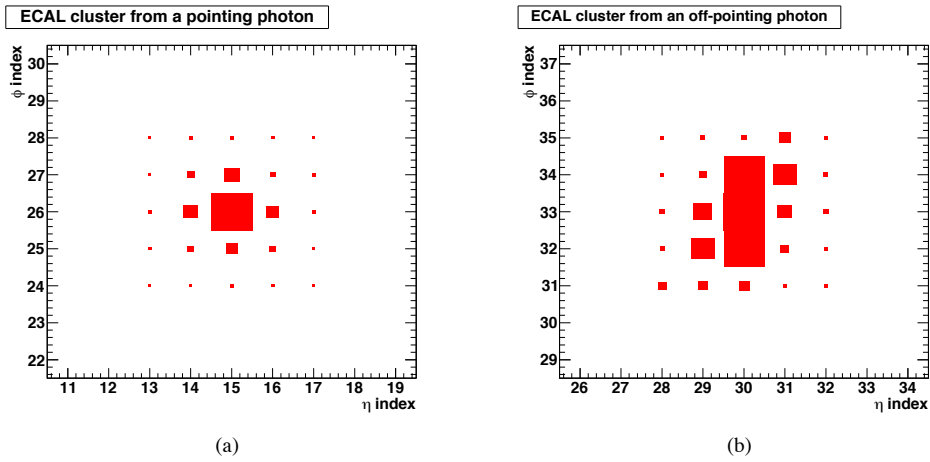 ECAL cluster from a pointing photon
φ index
30
29
28
27
26
25
24
23
22
11 12 13 14 15 16 17 18 19
η index
(a)
ECAL cluster from an off-pointing photon
φ index
37
36
35
34
33
32
31
30
29
26 27 28 29 30 31 32 33 34
η index
(b)